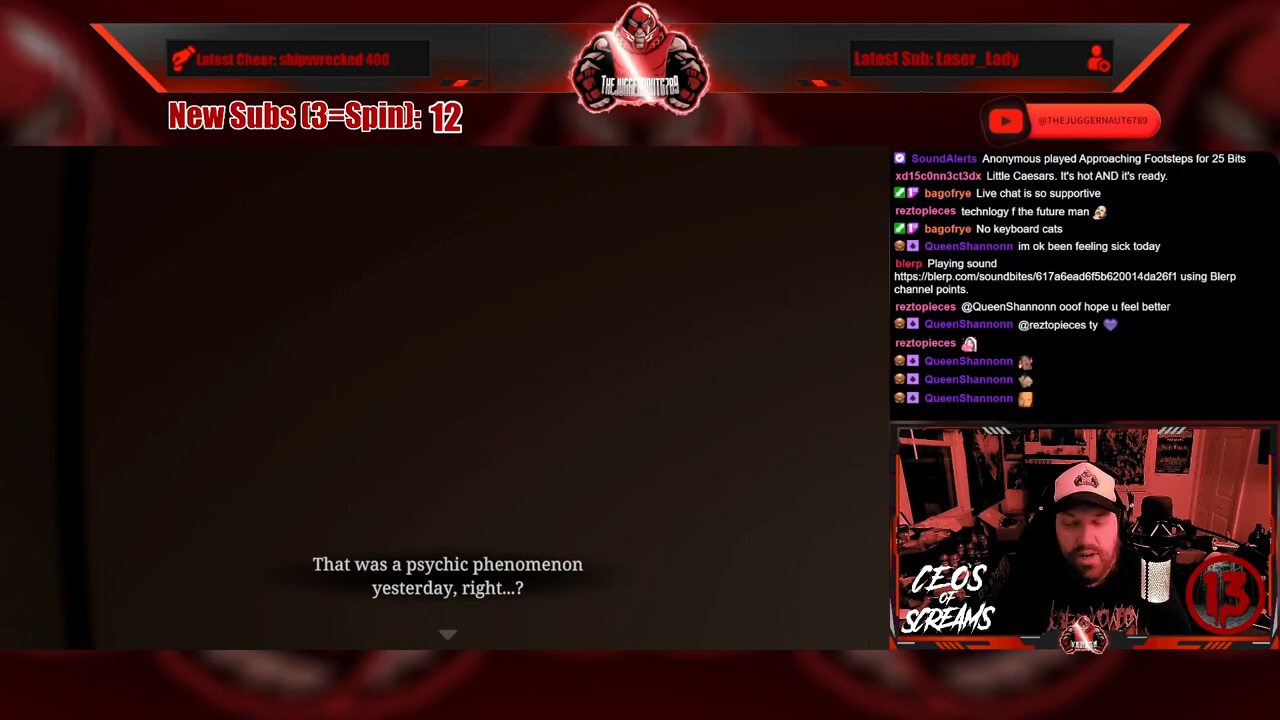 Latest Cheer: shipvvrecked 400
THEJUGGERNAUT6789
Latest Sub: Laser_Lady
New Subs (3=Spin): 12
@THEJUGGERNAUT6789
SoundAlerts Anonymous played Approaching Footsteps for 25 Bits
xd15c0nn3ct3dx Little Caesars. It's hot AND it's ready.
bagofrye Live chat is so supportive
reztopieces technlogy f the future man
bagofrye No keyboard cats
QueenShannonn im ok been feeling sick today
blerp Playing sound
https://blerp.com/soundbites/617a6ead6f5b620014da26f1 using Blerp
channel points.
reztopieces @QueenShannonn ooof hope u feel better
QueenShannonn @reztopieces ty
reztopieces
QueenShannonn
QueenShannonn
QueenShannonn
That was a psychic phenomenon
yesterday, right...?
CEOS
OF
SCREAMS
13